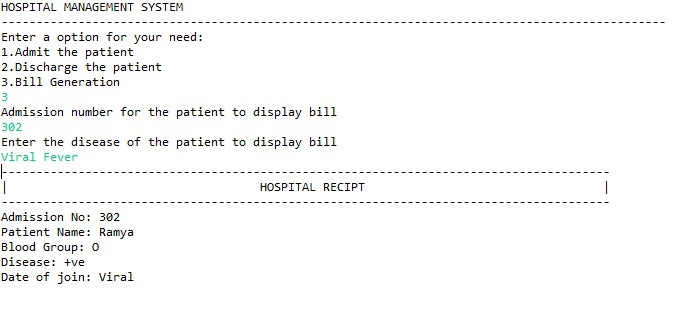 HOSPITAL MANAGEMENT SYSTEM
-----------------------------------------------------------------------------------------
Enter a option for your need:
1.Admit the patient
2.Discharge the patient
3.Bill Generation
3
Admission number for the patient to display bill
302
Enter the disease of the patient to display bill
Viral Fever
---------------------------------------------------------------------------------
| HOSPITAL RECIPT |
---------------------------------------------------------------------------------
Admission No: 302
Patient Name: Ramya
Blood Group: O
Disease: +ve
Date of join: Viral